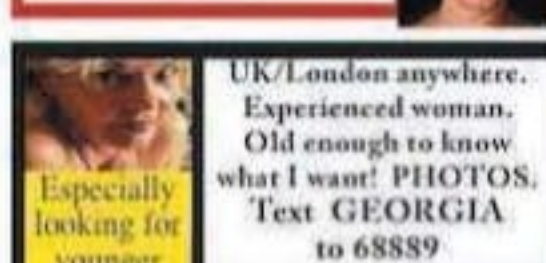 Especially
looking for
younger
UK/London anywhere.
Experienced woman.
Old enough to know
what I want! PHOTOS.
Text GEORGIA
to 68889